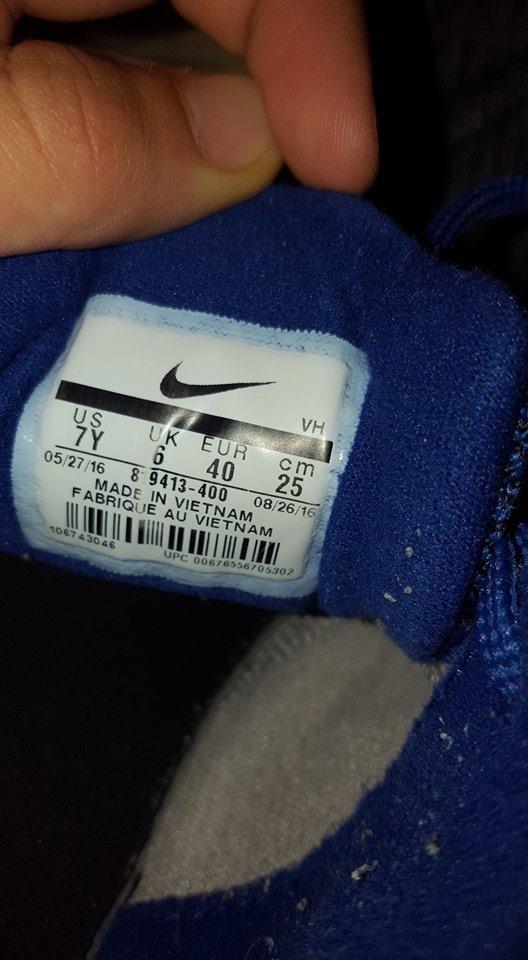 VH
US UK EUR cm
7Y 6 40 25
05/27/16 819413-400 08/26/16
MADE IN VIETNAM
FABRIQUE AU VIETNAM
106743046 UPC 00676556705302